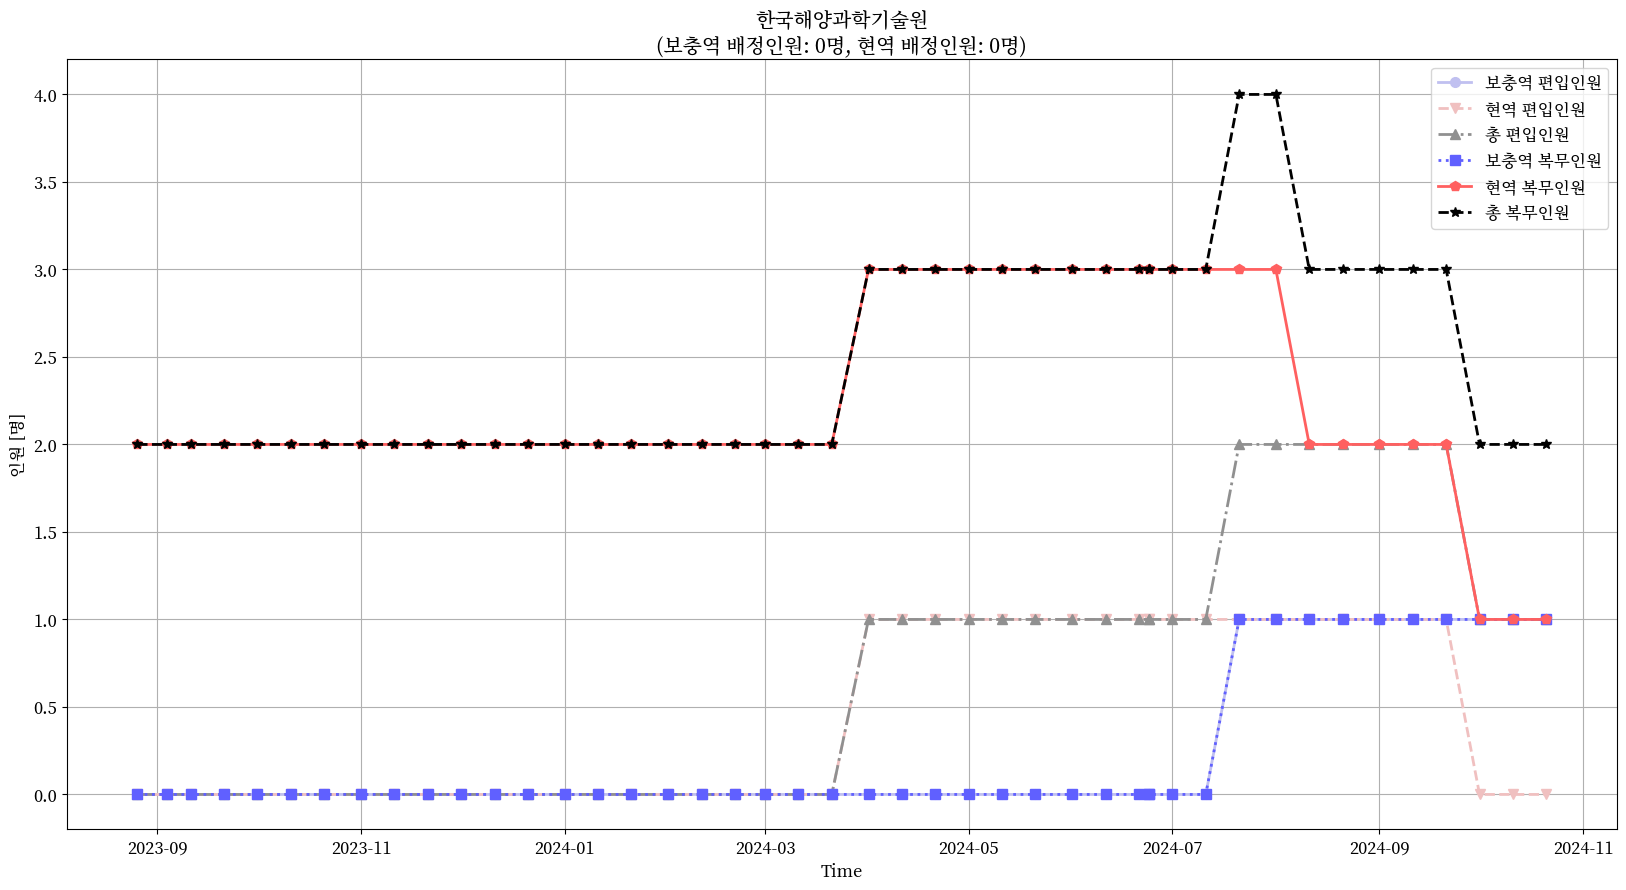 한국해양과학기술원
(보충역 배정인원: 0명, 현역 배정인원: 0명)
보충역 편입인원
현역 편입인원
총 편입인원
보충역 복무인원
현역 복무인원
총 복무인원
인원 [명]
4.0
3.5
3.0
2.5
2.0
1.5
1.0
0.5
0.0
2023-09
2023-11
2024-01
2024-03
2024-05
2024-07
2024-09
2024-11
Time